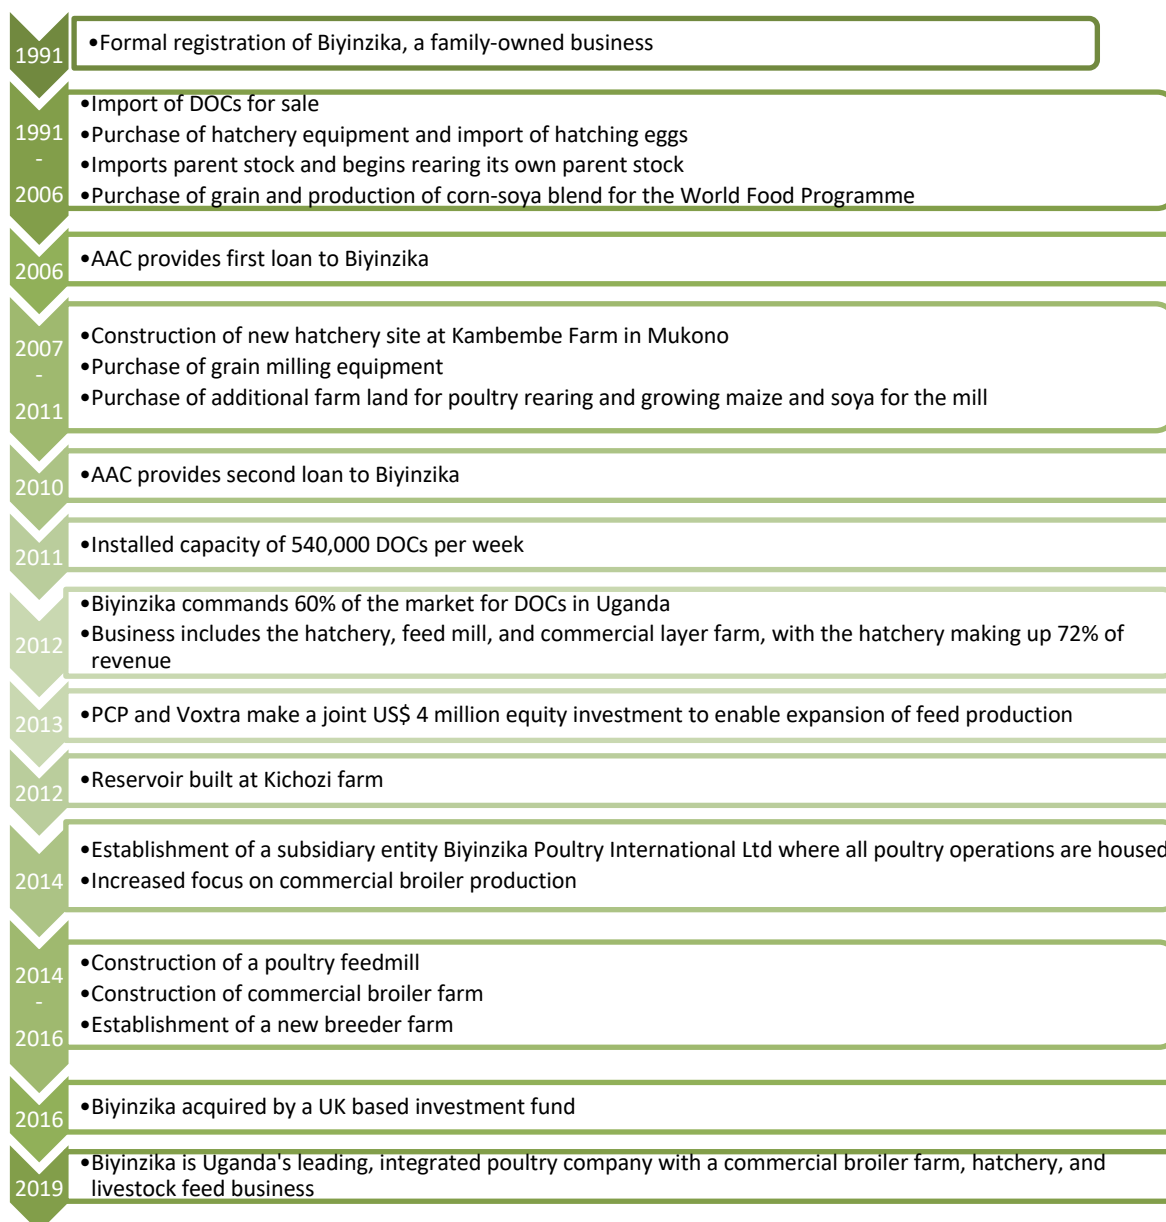 1991
•Formal registration of Biyinzika, a family-owned business
1991
-
2006
•Import of DOCs for sale
•Purchase of hatchery equipment and import of hatching eggs
•Imports parent stock and begins rearing its own parent stock
•Purchase of grain and production of corn-soya blend for the World Food Programme
2006
•AAC provides first loan to Biyinzika
2007
-
2011
•Construction of new hatchery site at Kambembe Farm in Mukono
•Purchase of grain milling equipment
•Purchase of additional farm land for poultry rearing and growing maize and soya for the mill
2010
•AAC provides second loan to Biyinzika
2011
•Installed capacity of 540,000 DOCs per week
2012
•Biyinzika commands 60% of the market for DOCs in Uganda
•Business includes the hatchery, feed mill, and commercial layer farm, with the hatchery making up 72% of
revenue
2013
•PCP and Voxtra make a joint US$ 4 million equity investment to enable expansion of feed production
2012
•Reservoir built at Kichozi farm
2014
•Establishment of a subsidiary entity Biyinzika Poultry International Ltd where all poultry operations are housed
•Increased focus on commercial broiler production
2014
-
2016
•Construction of a poultry feedmill
•Construction of commercial broiler farm
•Establishment of a new breeder farm
2016
•Biyinzika acquired by a UK based investment fund
2019
•Biyinzika is Uganda's leading, integrated poultry company with a commercial broiler farm, hatchery, and
livestock feed business